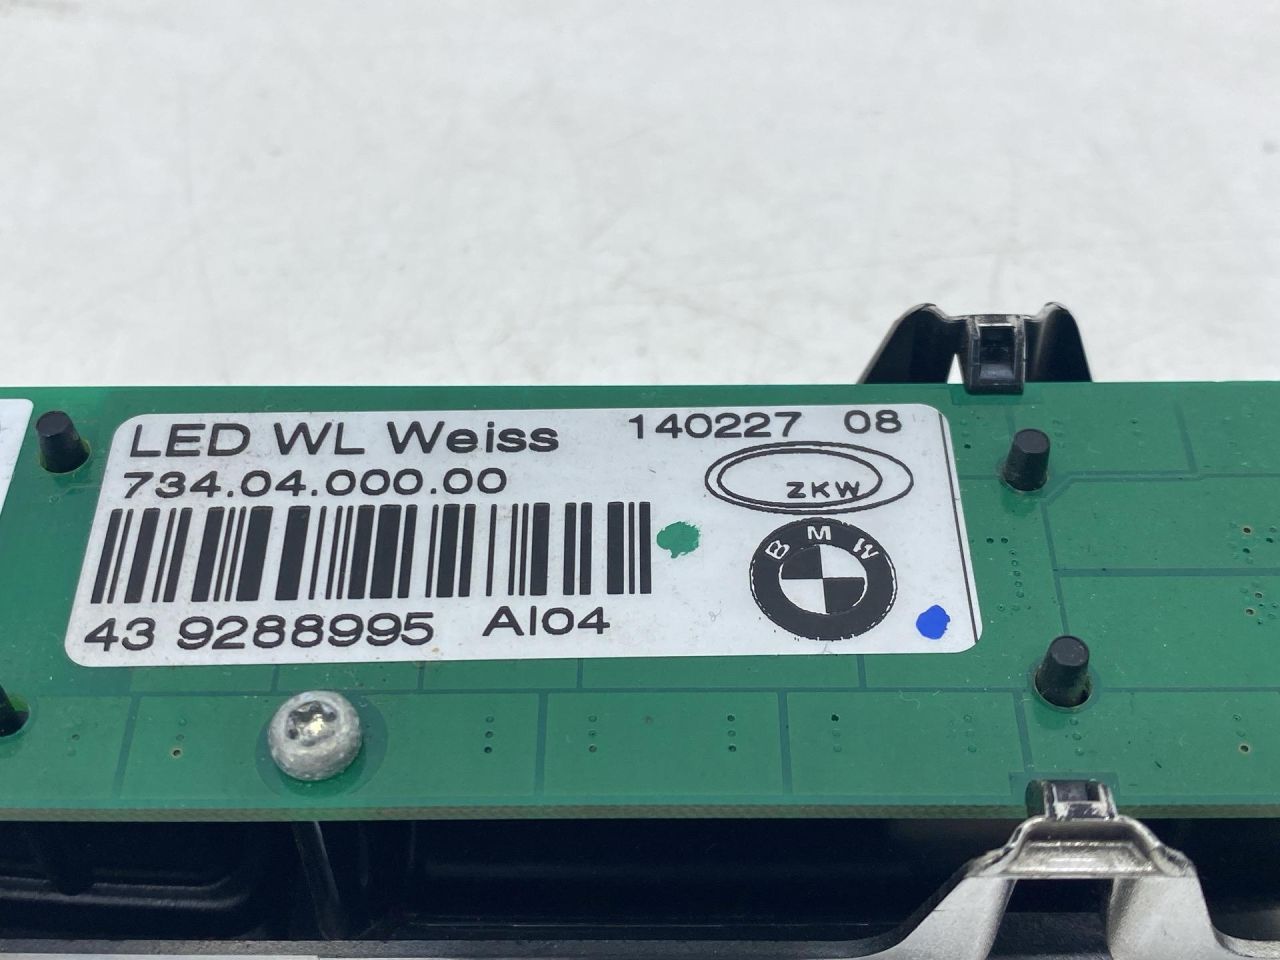 LED WL Weiss 140227 08
734.04.000.00
ZKW
BMW
43 9288995 AI04